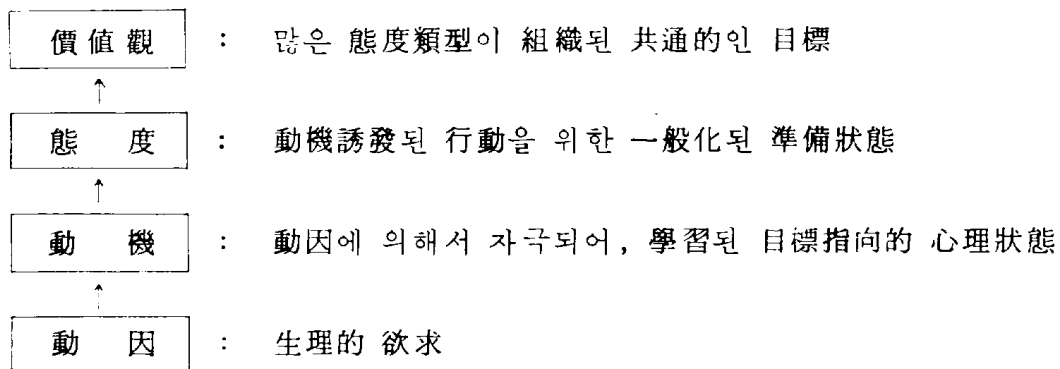 價値觀 : 많은 態度類型이 組織된 共通的인 目標
↑
態 度 : 動機誘發된 行動을 위한 一般化된 準備狀態
↑
動 機 : 動因에 의해서 자극되어, 學習된 目標指向的 心理狀態
↑
動 因 : 生理的 欲求